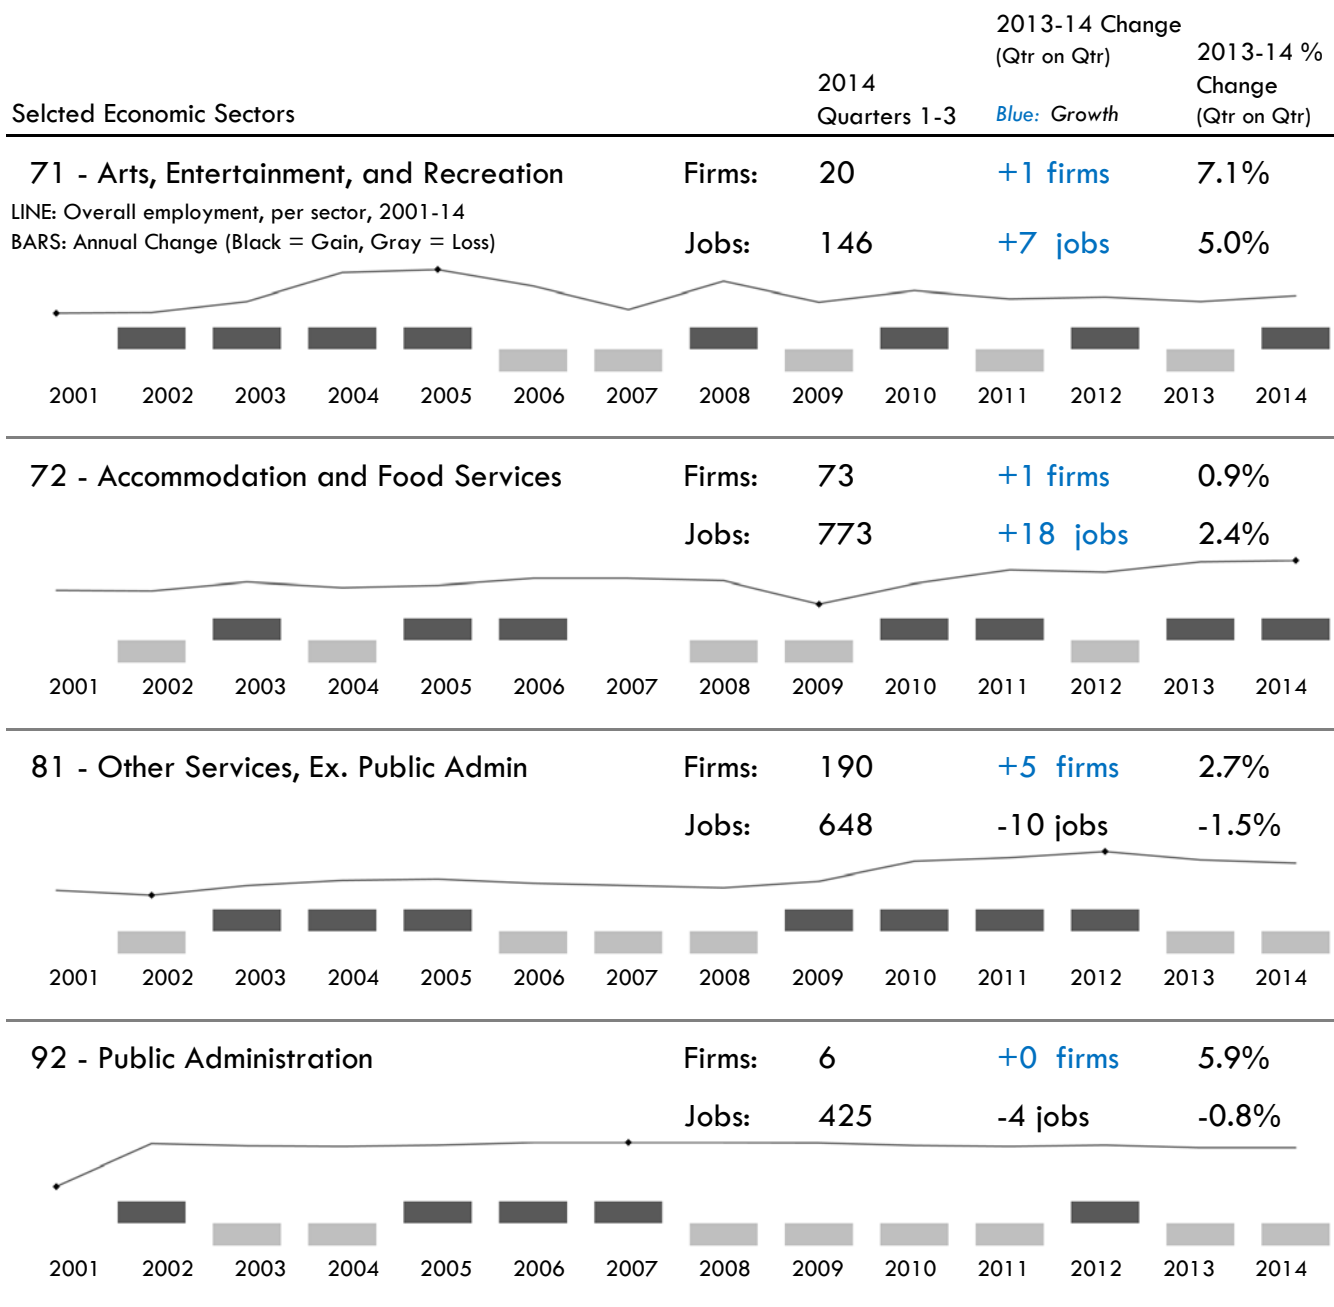 2013-14 Change
(Qtr on Qtr)
2013-14 %
2014
Change
Selcted Economic Sectors
Quarters 1-3
Blue: Growth
(Qtr on Qtr)
71 - Arts, Entertainment, and Recreation Firms: 20 +1 firms 7.1%
LINE: Overall employment, per sector, 2001-14
BARS: Annual Change (Black = Gain, Gray = Loss) Jobs: 146 +7 jobs 5.0%
2001 2002 2003 2004 2005 2006 2007 2008 2009 2010 2011 2012 2013 2014
72 - Accommodation and Food Services Firms: 73 +1 firms 0.9%
Jobs: 773 +18 jobs 2.4%
2001 2002 2003 2004 2005 2006 2007 2008 2009 2010 2011 2012 2013 2014
81 - Other Services, Ex. Public Admin Firms: 190 +5 firms 2.7%
Jobs: 648 -10 jobs -1.5%
2001 2002 2003 2004 2005 2006 2007 2008 2009 2010 2011 2012 2013 2014
92 - Public Administration Firms: 6 +0 firms 5.9%
Jobs: 425 -4 jobs -0.8%
2001 2002 2003 2004 2005 2006 2007 2008 2009 2010 2011 2012 2013 2014